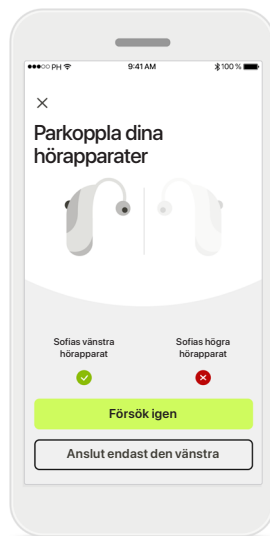 PH
9:41 AM
100 %
Parkoppla dina
hörapparater
Sofias vänstra
hörapparat
Sofias högra
hörapparat
Försök igen
Anslut endast den vänstra